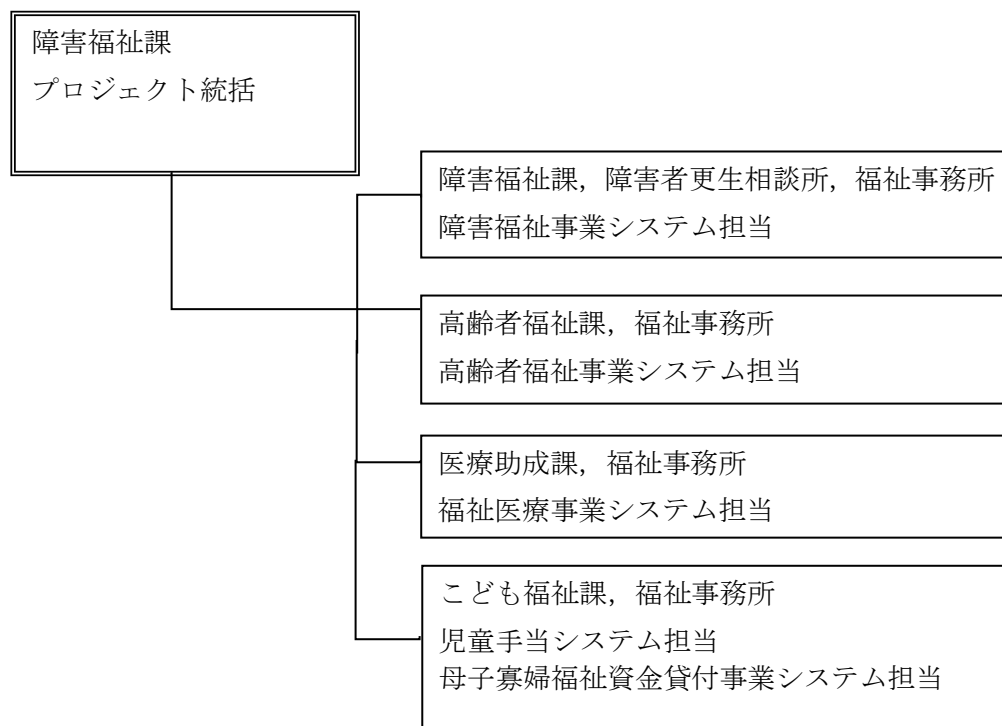 障害福祉課
プロジェクト統括
障害福祉課，障害者更生相談所，福祉事務所
障害福祉事業システム担当
高齢者福祉課，福祉事務所
高齢者福祉事業システム担当
医療助成課，福祉事務所
福祉医療事業システム担当
こども福祉課，福祉事務所
児童手当システム担当
母子寡婦福祉資金貸付事業システム担当